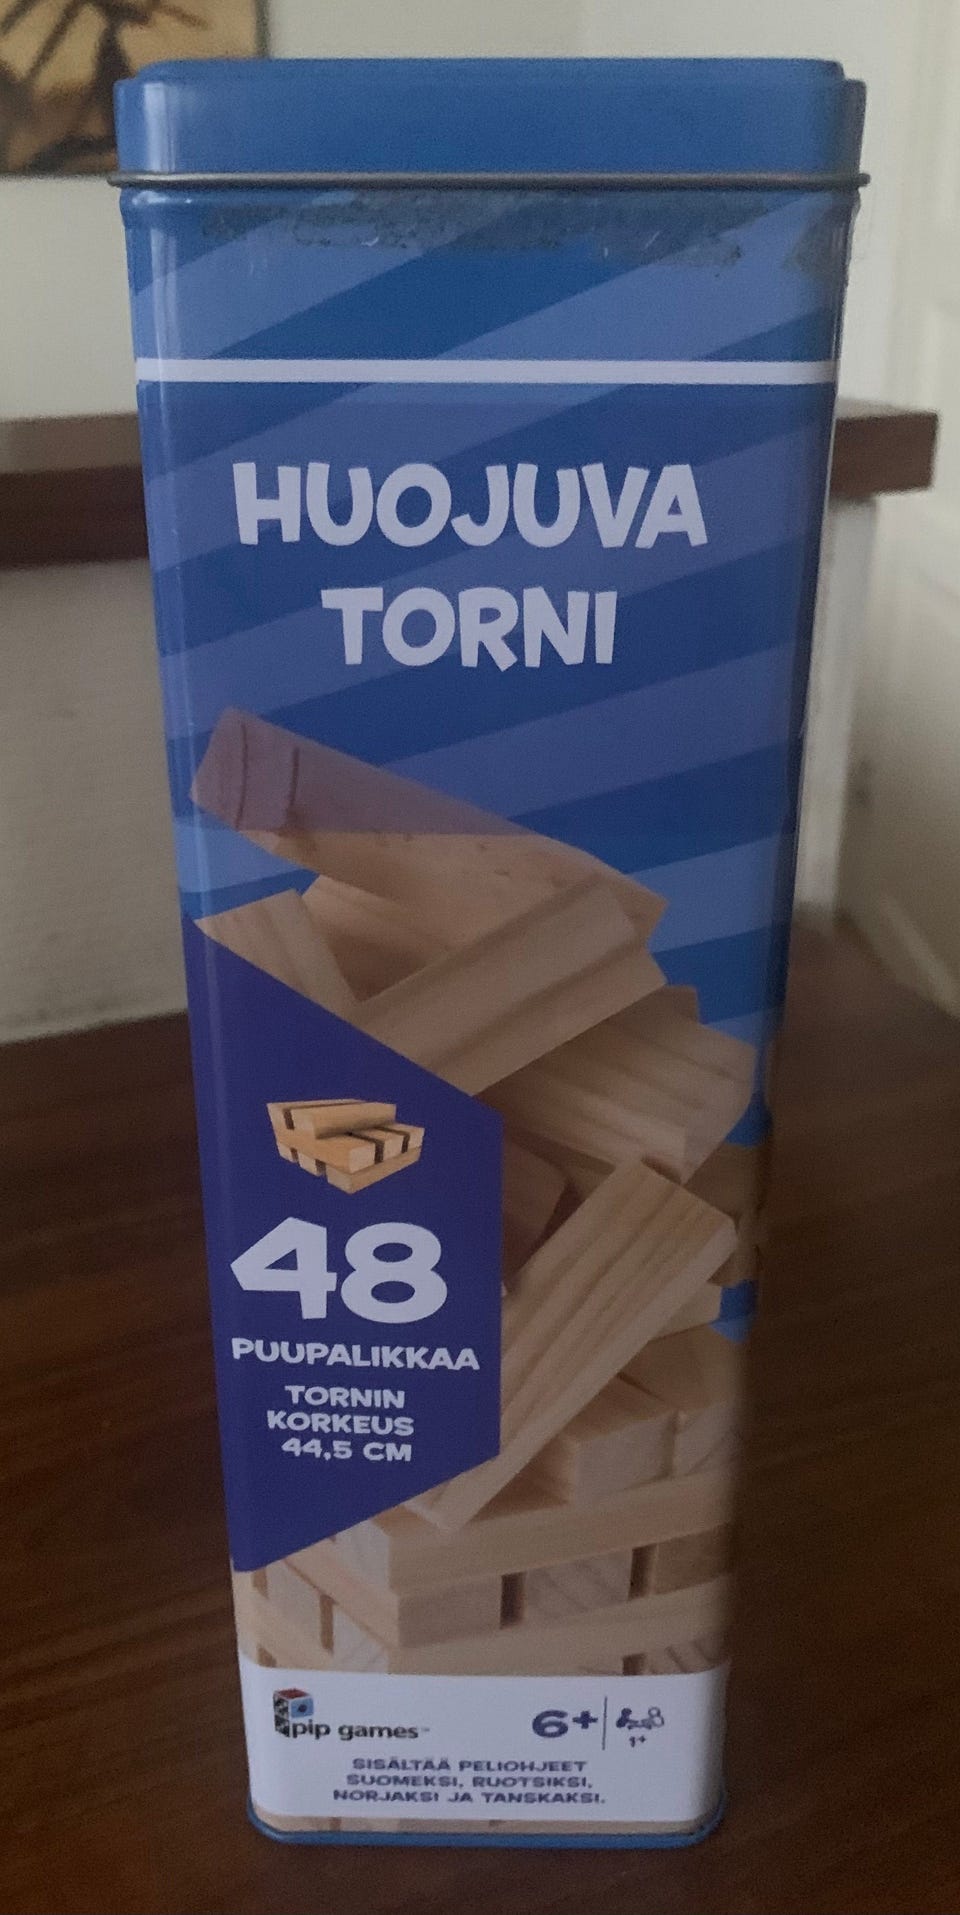 HUOJUVA
TORNI
48
PUUPALIKKAA
TORNIN
KORKEUS
44,5 CM
pip games™
6+
1+
SISÄLTÄÄ PELIOHJEET
SUOMEKSI, RUOTSIKSI,
NORJAKSI JA TANSKAKSI.